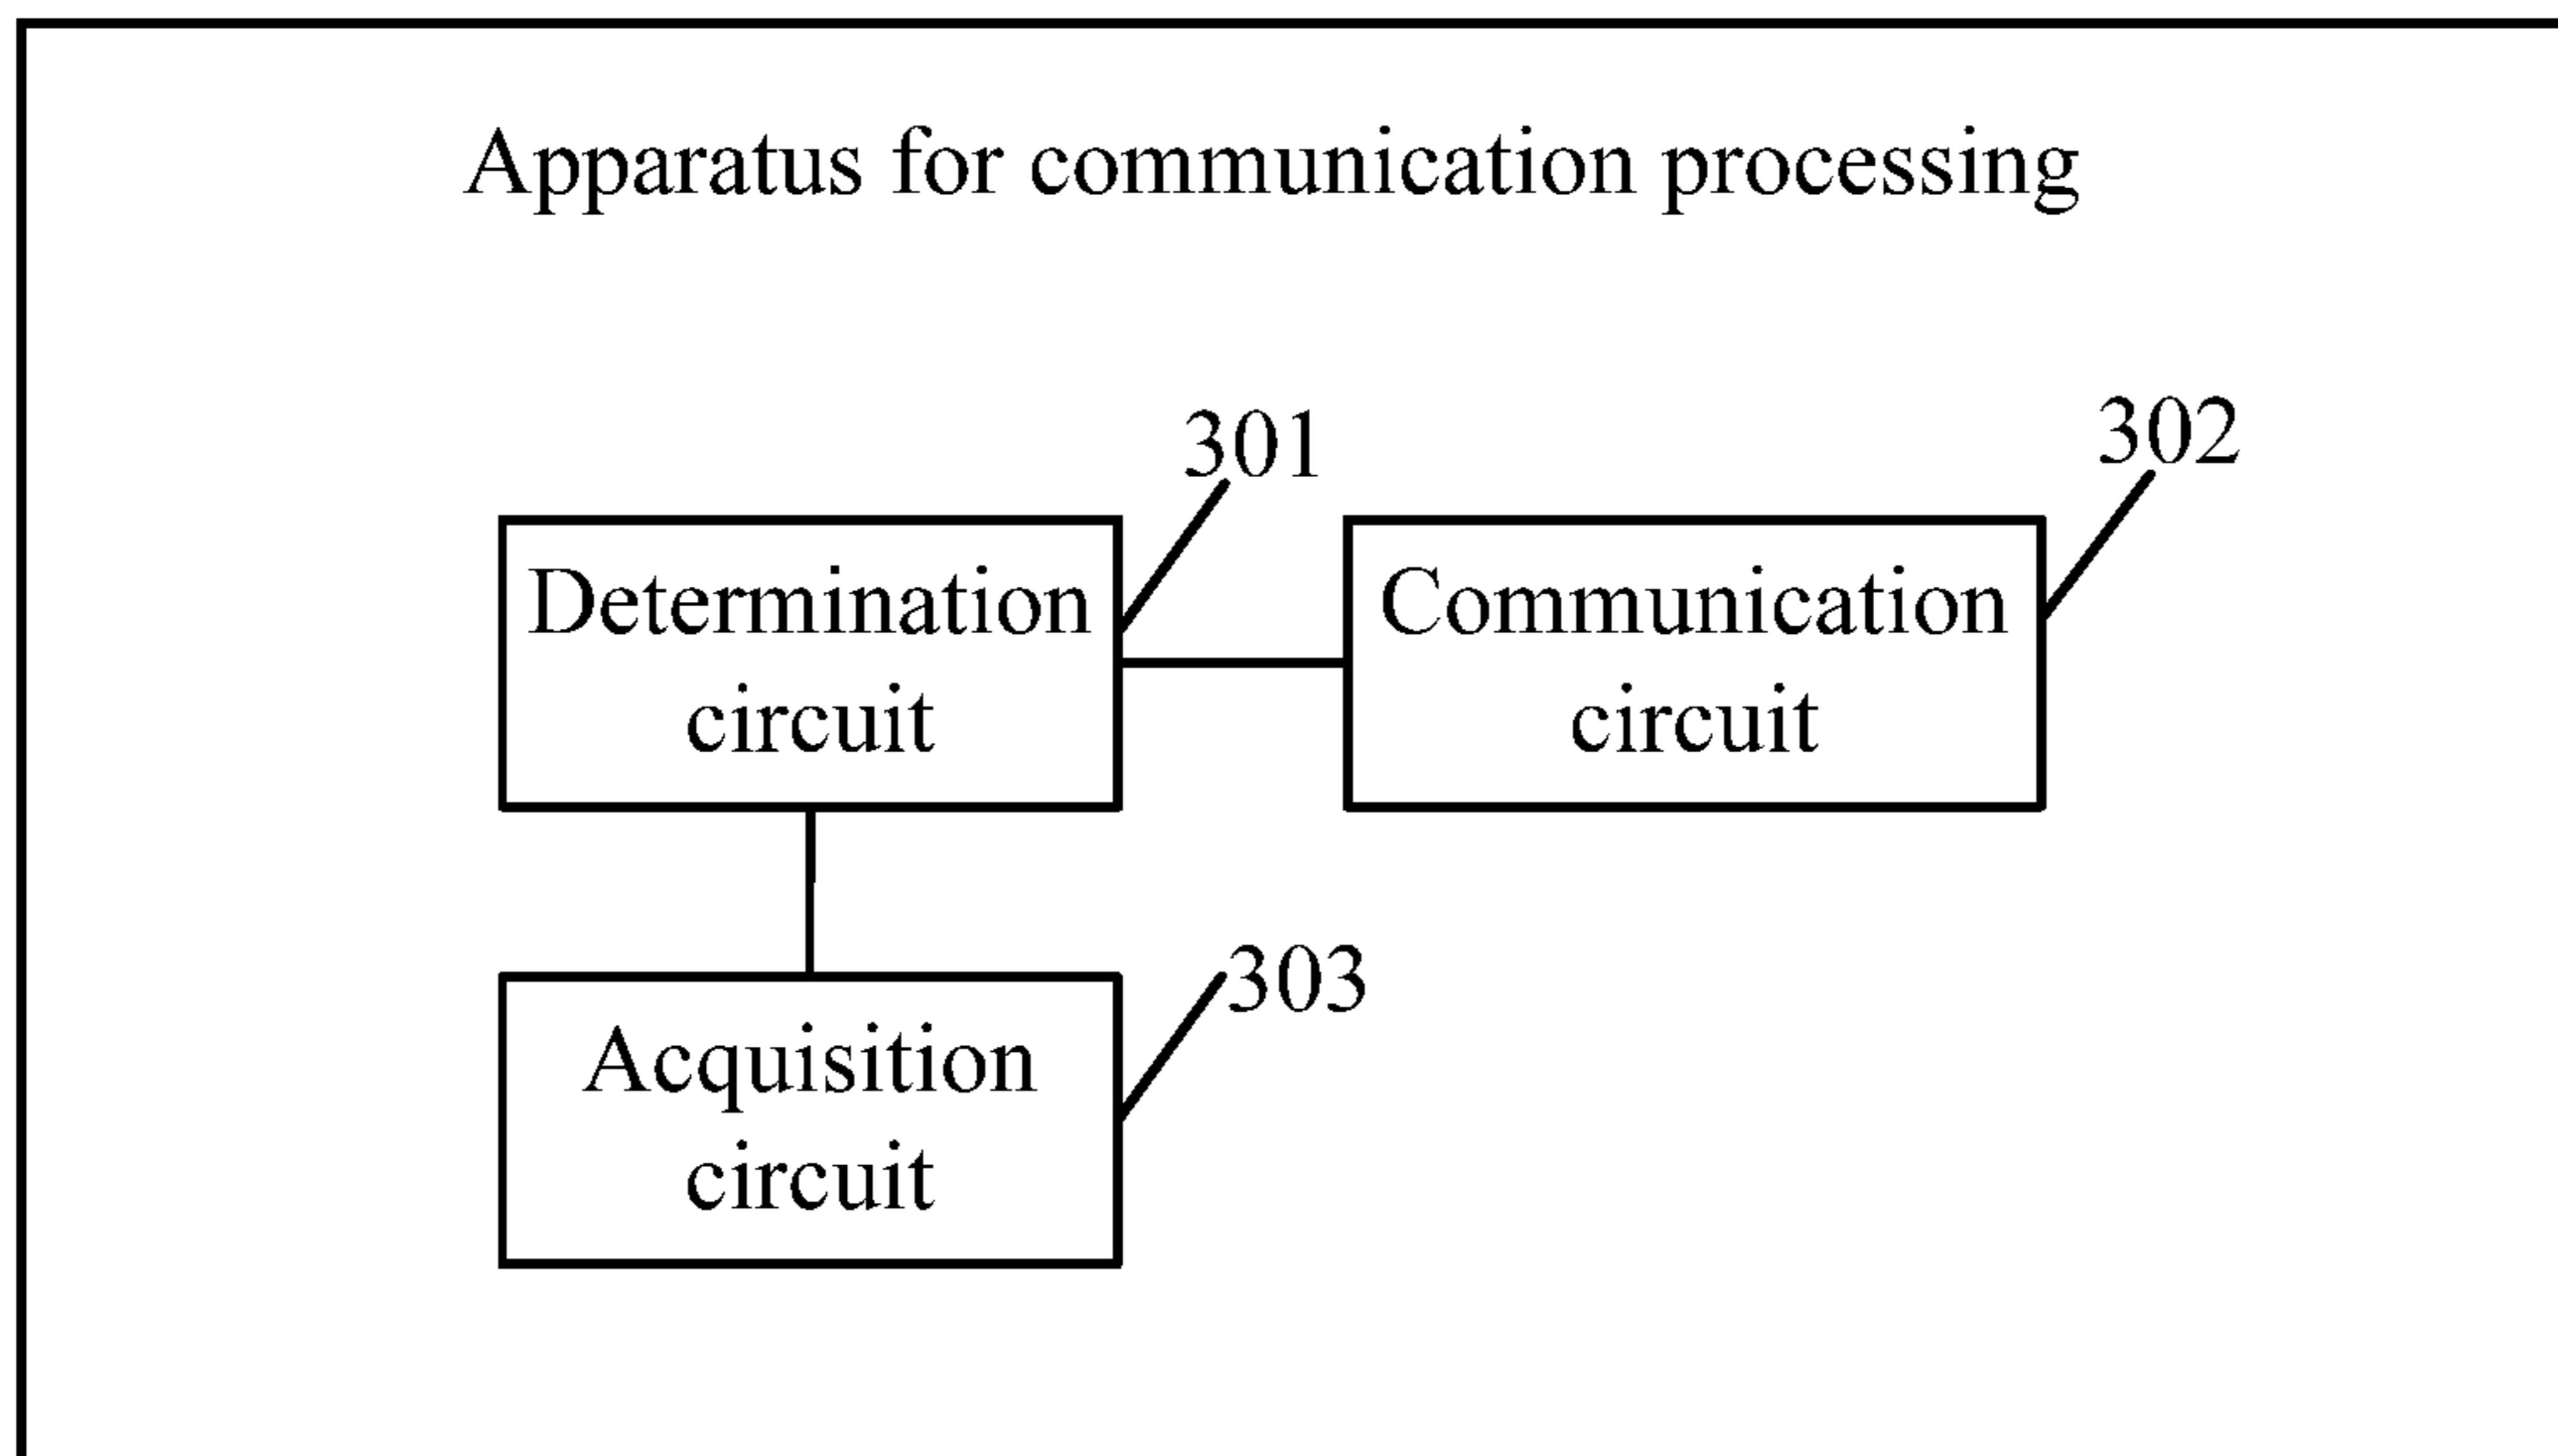 Apparatus for communication processing
301
302
Determination
circuit
Communication
circuit
303
Acquisition
circuit